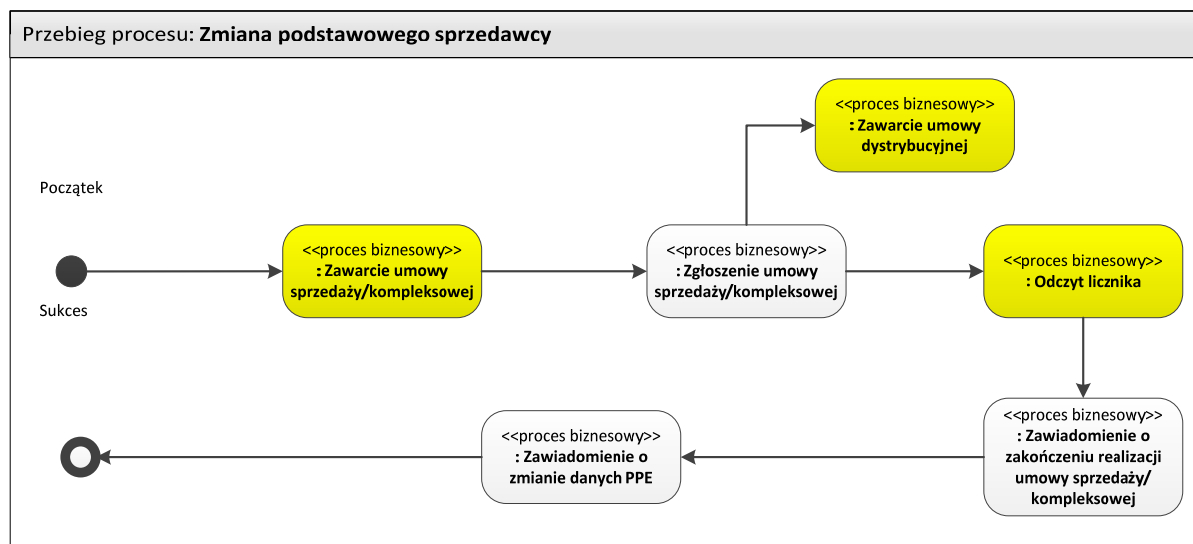 Przebieg procesu: Zmiana podstawowego sprzedawcy
<<proces biznesowy>>
: Zawarcie umowy
dystrybucyjnej
Początek
<<proces biznesowy>>
: Zawarcie umowy
sprzedaży/kompleksowej
<<proces biznesowy>>
: Zgłoszenie umowy
sprzedaży/kompleksowej
<<proces biznesowy>>
: Odczyt licznika
Sukces
<<proces biznesowy>>
: Zawiadomienie o
zmianie danych PPE
<<proces biznesowy>>
: Zawiadomienie o
zakończeniu realizacji
umowy sprzedaży/
kompleksowej